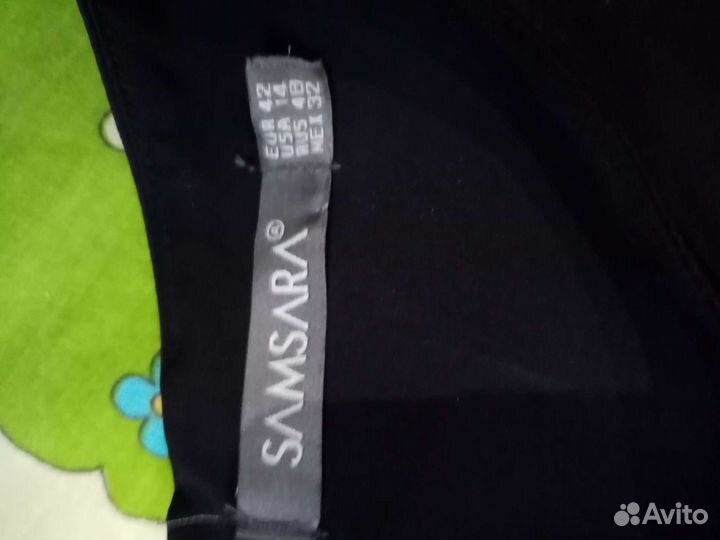 EUR 42
USA 14
RUS 48
MEX 32
SAMSARA®
Avito